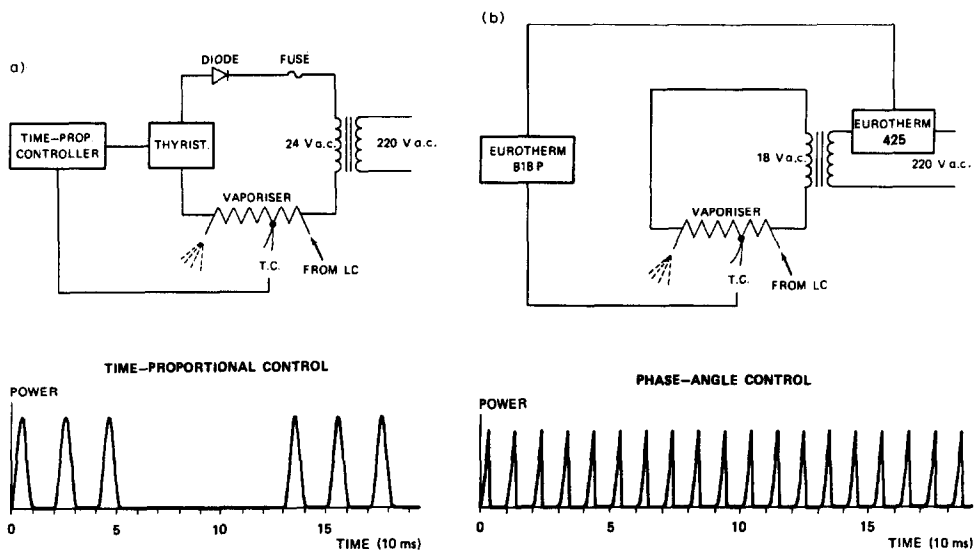 a)
DIODE
FUSE
TIME–PROP
CONTROLLER
THYRIST.
24 V a.c.
220 V a.c.
VAPORISER
T.C.
FROM LC
TIME–PROPORTIONAL CONTROL
POWER
0 5 10 15
TIME (10 ms)
(b)
EUROTHERM
818 P
EUROTHERM
425
18 V a.c.
220 V a.c.
VAPORISER
T.C.
FROM LC
PHASE–ANGLE CONTROL
POWER
0 5 10 15
TIME (10 ms)